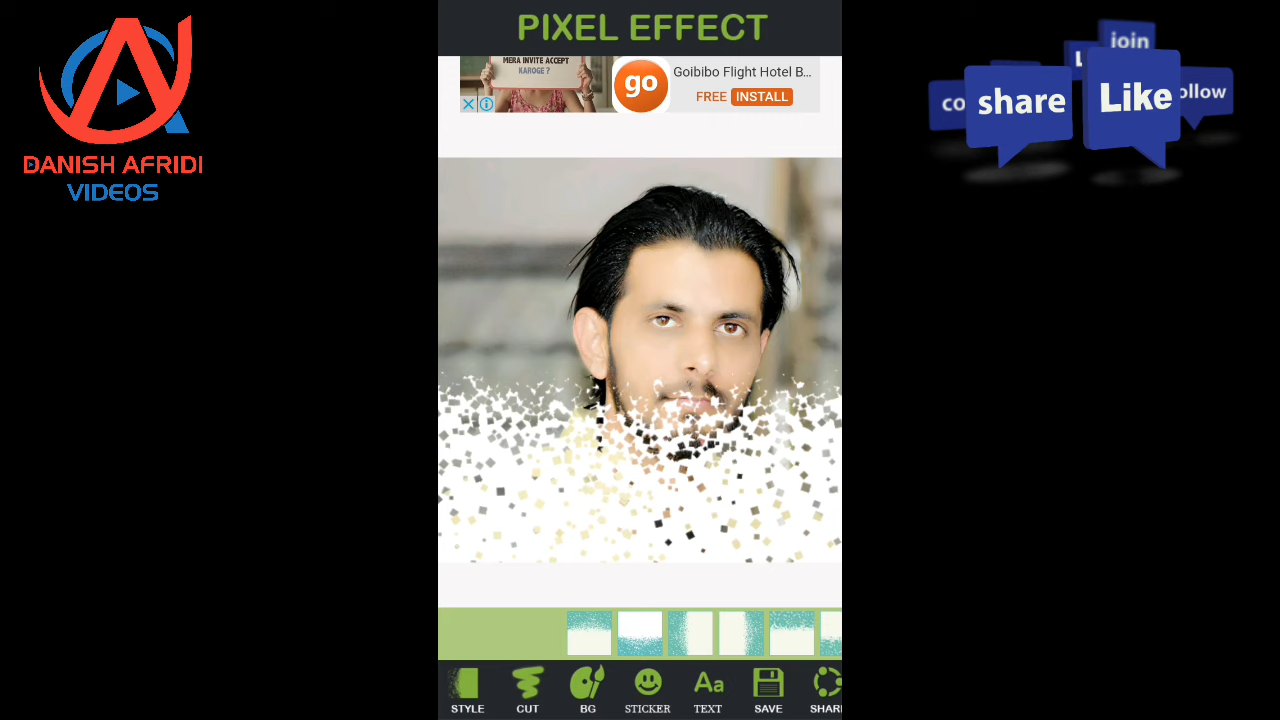 PIXEL EFFECT
MERA INVITE ACCEPT
KAROGE ?
go
Goibibo Flight Hotel B...
FREE INSTALL
DANISH AFRIDI
VIDEOS
join
share
Like
STYLE
CUT
BG
STICKER
Aa
TEXT
SAVE